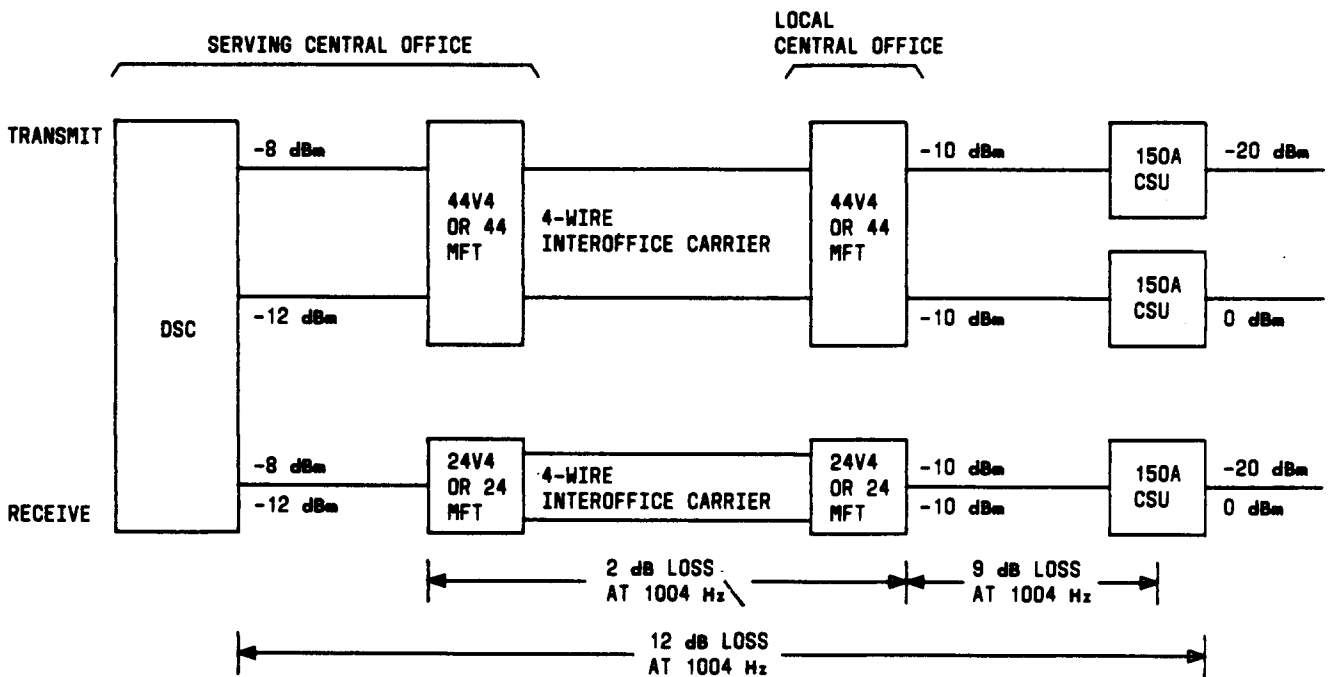 SERVING CENTRAL OFFICE
LOCAL
CENTRAL OFFICE
TRANSMIT
-8 dBm
-10 dBm
150A
CSU
-20 dBm
44V4
OR 44
MFT
4-WIRE
INTEROFFICE CARRIER
44V4
OR 44
MFT
DSC
-12 dBm
-10 dBm
150A
CSU
0 dBm
-8 dBm
24V4
OR 24
MFT
4-WIRE
INTEROFFICE CARRIER
24V4
OR 24
MFT
-10 dBm
150A
CSU
-20 dBm
RECEIVE
-12 dBm
-10 dBm
0 dBm
2 dB LOSS
AT 1004 Hz
9 dB LOSS
AT 1004 Hz
12 dB LOSS
AT 1004 Hz